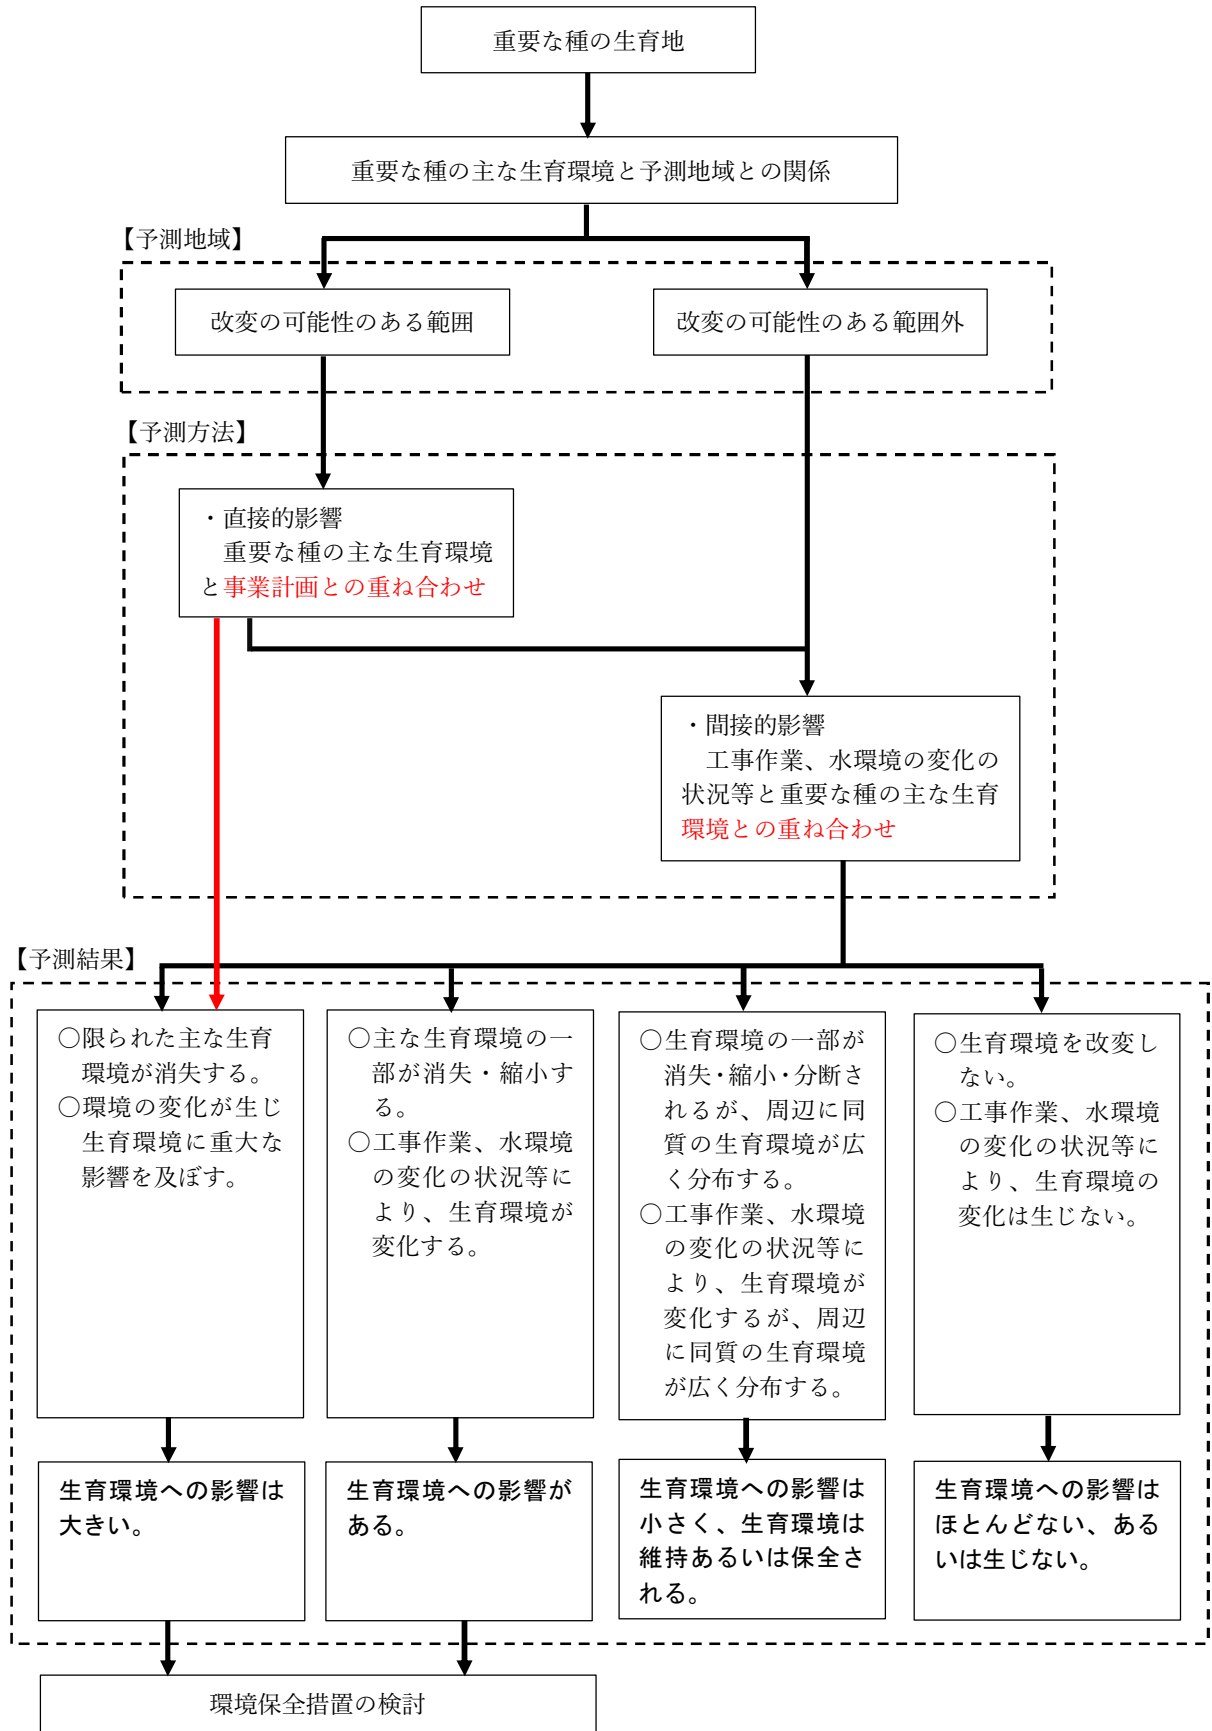 重要な種の生育地
重要な種の主な生育環境と予測地域との関係
【予測地域】
改変の可能性のある範囲
改変の可能性のある範囲外
【予測方法】
・直接的影響
重要な種の主な生育環境
と事業計画との重ね合わせ
・間接的影響
工事作業、水環境の変化の
状況等と重要な種の主な生育
環境との重ね合わせ
【予測結果】
○限られた主な生育
環境が消失する。
○環境の変化が生じ
生育環境に重大な
影響を及ぼす。
○主な生育環境の一
部が消失・縮小す
る。
○工事作業、水環境
の変化の状況等に
より、生育環境が
変化する。
○生育環境の一部が
消失・縮小・分断さ
れるが、周辺に同
質の生育環境が広
く分布する。
○工事作業、水環境
の変化の状況等に
より、生育環境が
変化するが、周辺
に同質の生育環境
が広く分布する。
○生育環境を改変し
ない。
○工事作業、水環境
の変化の状況等に
より、生育環境の
変化は生じない。
生育環境への影響は
大きい。
生育環境への影響が
ある。
生育環境への影響は
小さく、生育環境は
維持あるいは保全さ
れる。
生育環境への影響は
ほとんどない、ある
いは生じない。
環境保全措置の検討